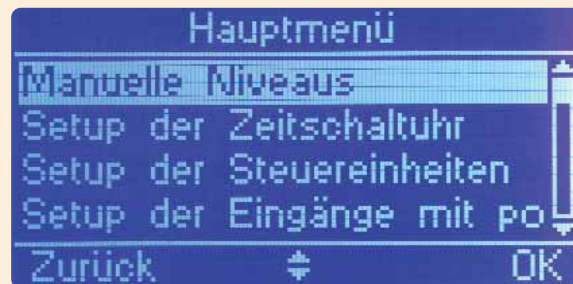 Hauptmenü
Manuelle Niveaus
Setup der Zeitschaltuhr
Setup der Steuereinheiten
Setup der Eingänge mit po
Zurück OK